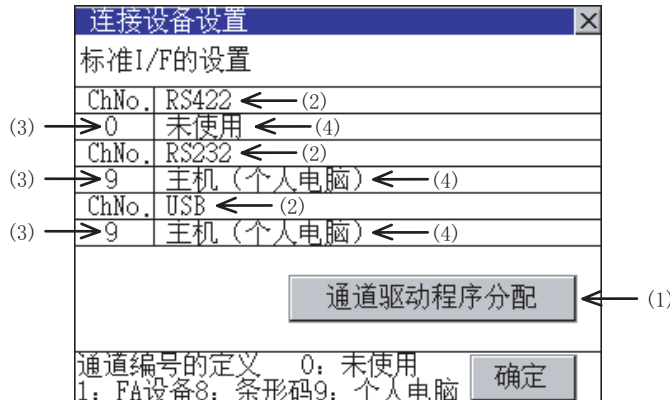 连接设备设置
标准I/F的设置
ChNo. RS422 (2)
(3) 0 未使用 (4)
ChNo. RS232 (2)
(3) 9 主机（个人电脑） (4)
ChNo. USB (2)
(3) 9 主机（个人电脑） (4)
通道驱动程序分配 (1)
通道编号的定义 0：未使用
1：FA设备8：条形码9：个人电脑 确定